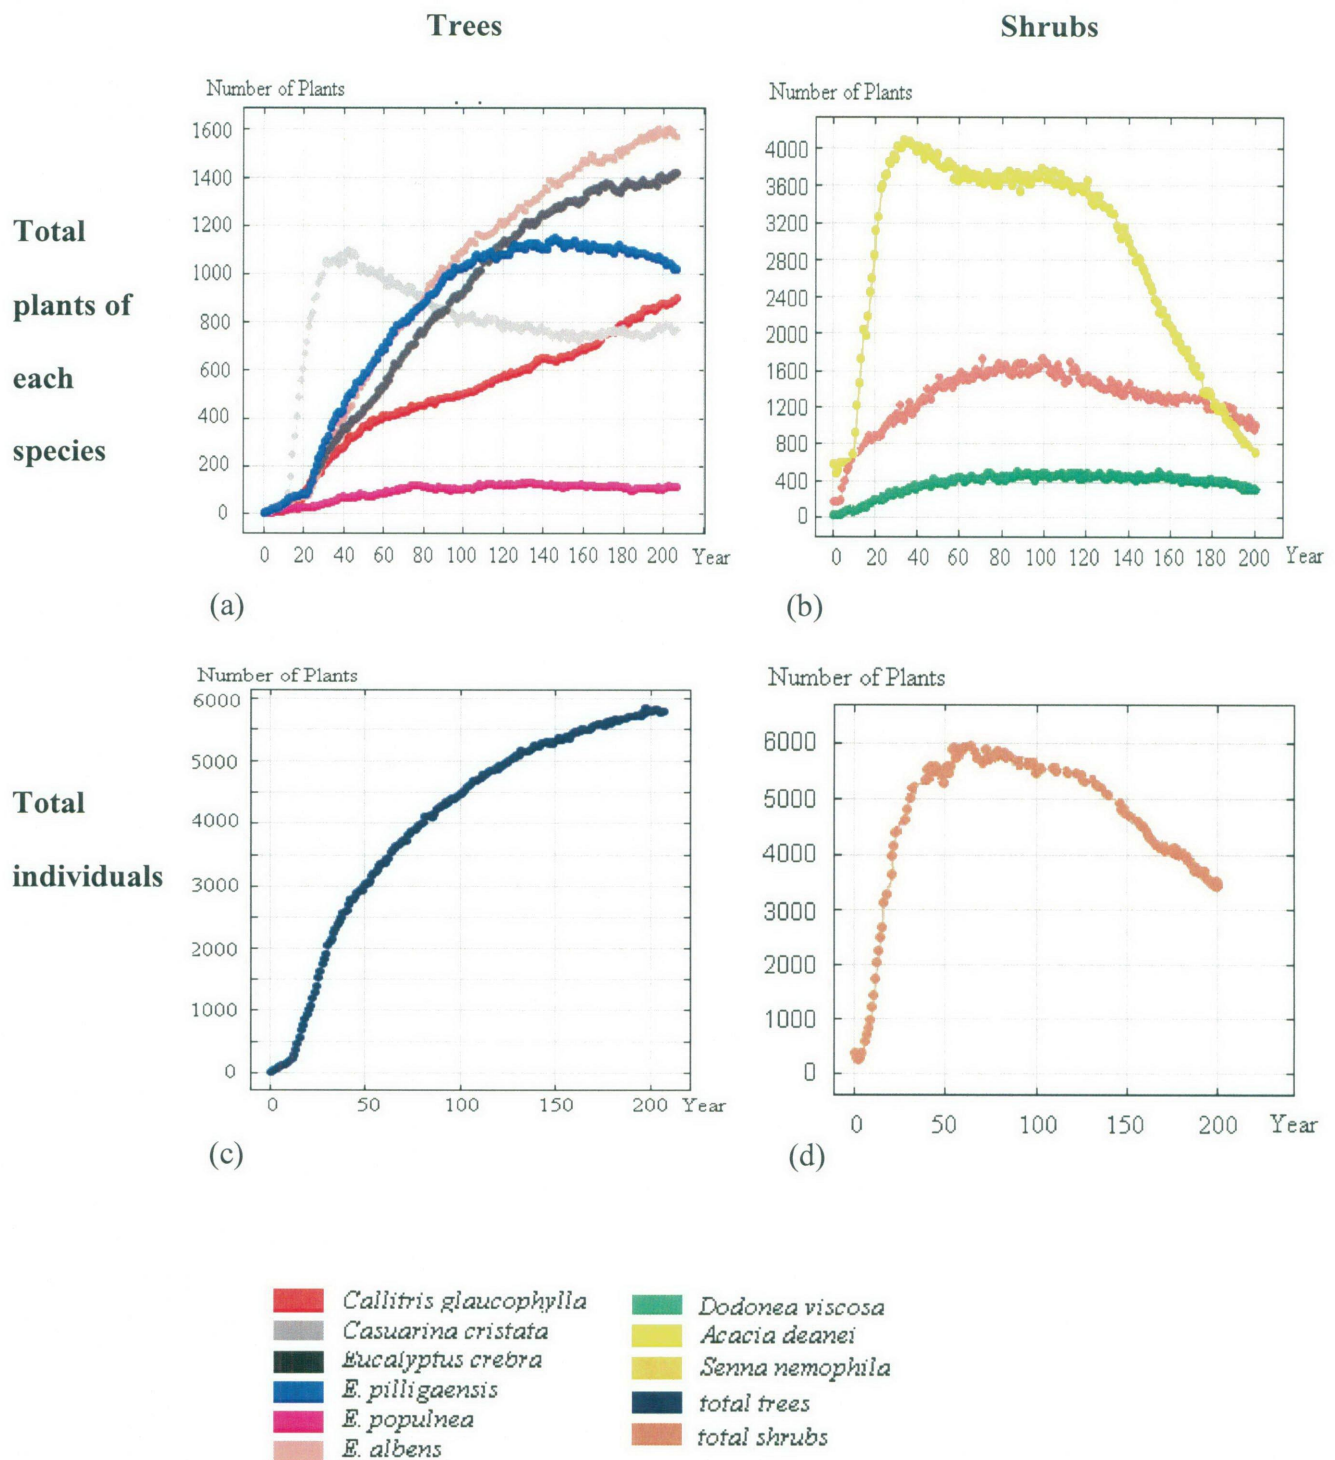 Trees
Shrubs
Total
plants of
each
species
Number of Plants
1600
1400
1200
1000
800
600
400
200
0
0 20 40 60 80 100 120 140 160 180 200 Year
(a)
Number of Plants
4000
3600
3200
2800
2400
2000
1600
1200
800
400
0
0 20 40 60 80 100 120 140 160 180 200 Year
(b)
Total
individuals
Number of Plants
6000
5000
4000
3000
2000
1000
0
0 50 100 150 200 Year
(c)
Number of Plants
6000
5000
4000
3000
2000
1000
0
0 50 100 150 200 Year
(d)
Callitris glaucophylla
Casuarina cristata
Eucalyptus crebra
E. pilligaensis
E. populnea
E. albens
Dodonea viscosa
Acacia deanei
Senna nemophila
total trees
total shrubs